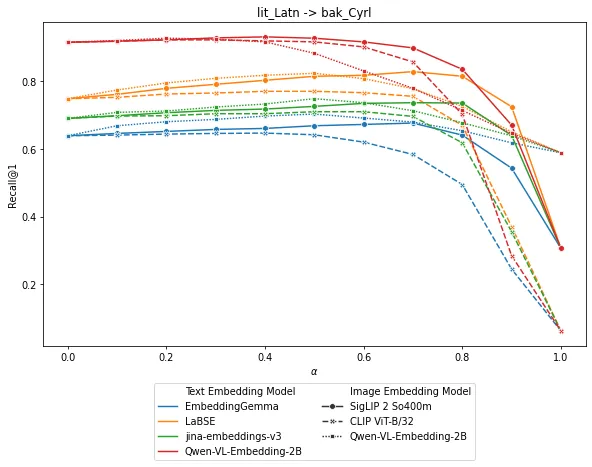 lit_Latn -> bak_Cyrl
Recall@1
0.8
0.6
0.4
0.2
0.0 0.2 0.4 0.6 0.8 1.0
α
Text Embedding Model
EmbeddingGemma
LaBSE
jina-embeddings-v3
Qwen-VL-Embedding-2B
Image Embedding Model
SigLIP 2 So400m
CLIP ViT-B/32
Qwen-VL-Embedding-2B